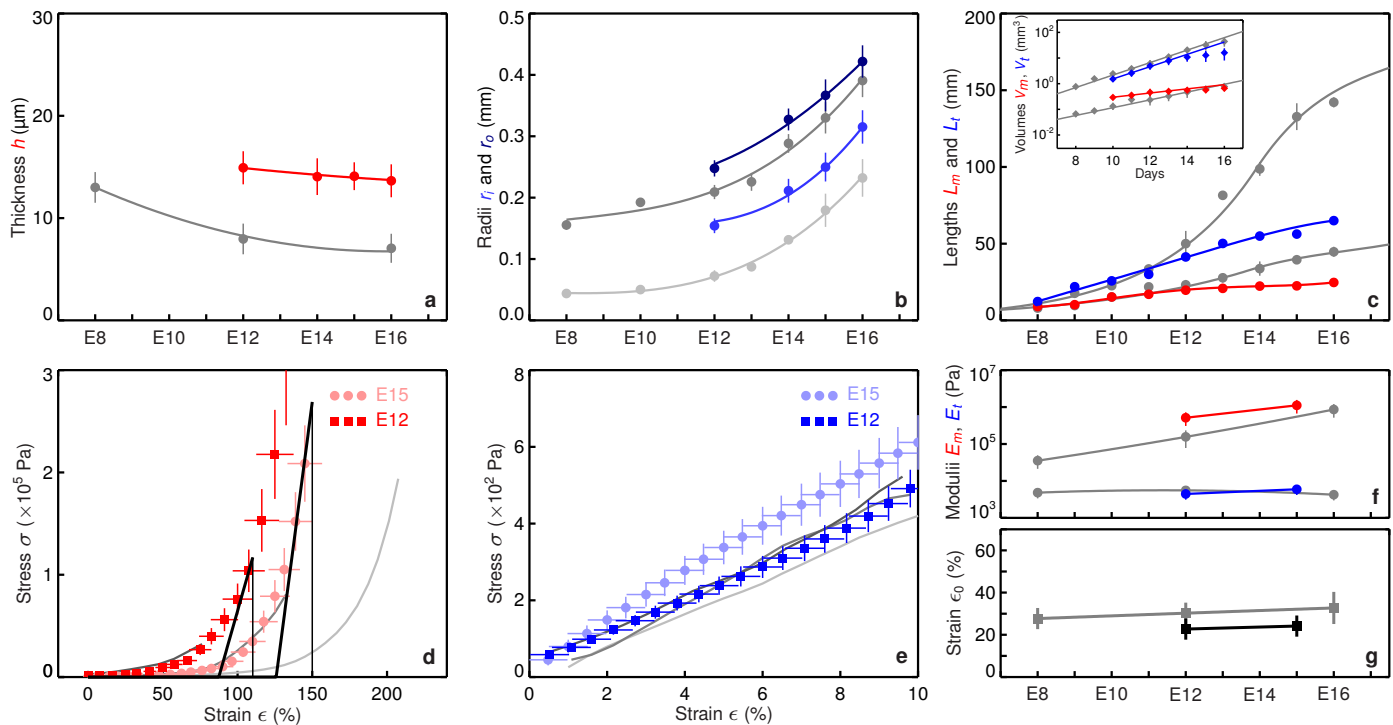 30
20
10
0
Thickness h (μm)
E8 E10 E12 E14 E16
a
0.5
0.4
0.3
0.2
0.1
0.0
Radii ri and ro (mm)
E8 E10 E12 E14 E16
b
200
150
100
50
0
Lengths Lm and Lt (mm)
E8 E10 E12 E14 E16
c
Volumes Vm, Vt (mm3)
10^2
10^0
10^-2
8 10 12 14 16
Days
3
2
1
0
Stress σ (×10^5 Pa)
E15
E12
0 50 100 150 200
Strain ϵ (%)
d
8
6
4
2
0
Stress σ (×10^2 Pa)
E15
E12
0 2 4 6 8 10
Strain ϵ (%)
e
Modulii Em, Et (Pa)
10^5
10^3
f
60
40
20
0
Strain ϵ0 (%)
E8 E10 E12 E14 E16
g